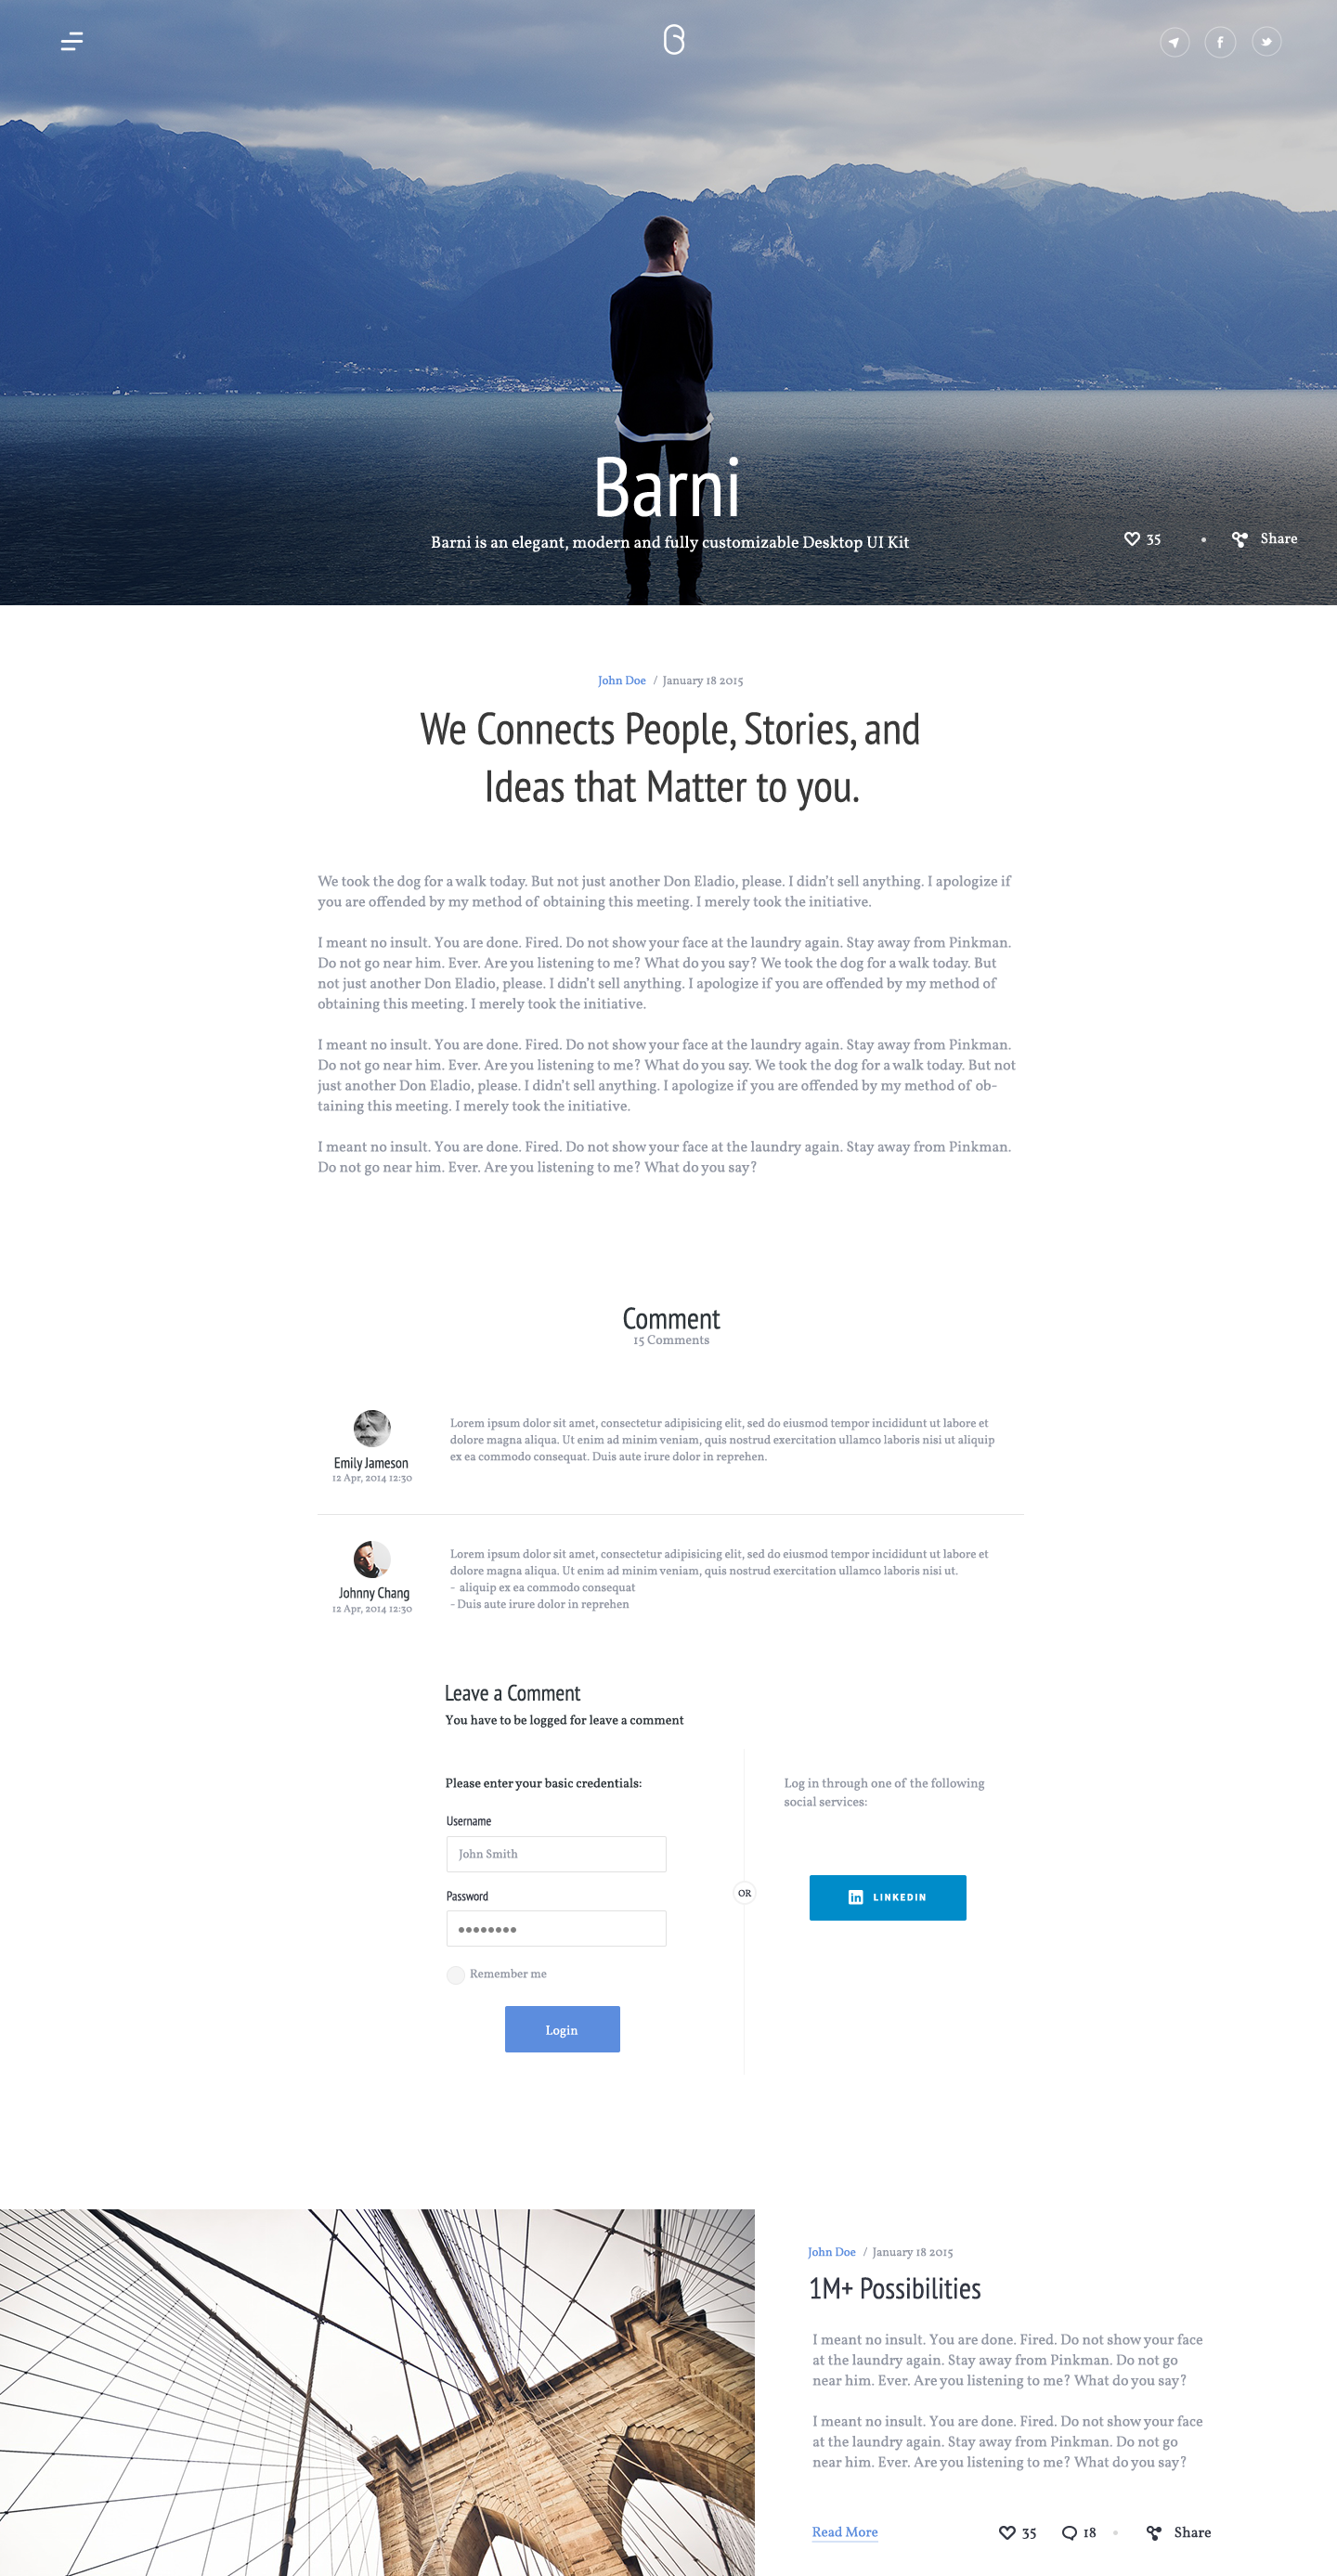 Barni
Barni is an elegant, modern and fully customizable Desktop UI Kit
35
Share
John Doe / January 18 2015
We Connects People, Stories, and
Ideas that Matter to you.
We took the dog for a walk today. But not just another Don Eladio, please. I didn't sell anything. I apologize if
you are offended by my method of obtaining this meeting. I merely took the initiative.
I meant no insult. You are done. Fired. Do not show your face at the laundry again. Stay away from Pinkman.
Do not go near him. Ever. Are you listening to me? What do you say? We took the dog for a walk today. But
not just another Don Eladio, please. I didn't sell anything. I apologize if you are offended by my method of
obtaining this meeting. I merely took the initiative.
I meant no insult. You are done. Fired. Do not show your face at the laundry again. Stay away from Pinkman.
Do not go near him. Ever. Are you listening to me? What do you say. We took the dog for a walk today. But not
just another Don Eladio, please. I didn't sell anything. I apologize if you are offended by my method of ob-
taining this meeting. I merely took the initiative.
I meant no insult. You are done. Fired. Do not show your face at the laundry again. Stay away from Pinkman.
Do not go near him. Ever. Are you listening to me? What do you say?
Comment
15 Comments
Emily Jameson
12 Apr, 2014 12:30
Lorem ipsum dolor sit amet, consectetur adipisicing elit, sed do eiusmod tempor incididunt ut labore et
dolore magna aliqua. Ut enim ad minim veniam, quis nostrud exercitation ullamco laboris nisi ut aliquip
ex ea commodo consequat. Duis aute irure dolor in reprehen.
Johnny Chang
12 Apr, 2014 12:30
Lorem ipsum dolor sit amet, consectetur adipisicing elit, sed do eiusmod tempor incididunt ut labore et
dolore magna aliqua. Ut enim ad minim veniam, quis nostrud exercitation ullamco laboris nisi ut.
- aliquip ex ea commodo consequat
- Duis aute irure dolor in reprehen
Leave a Comment
You have to be logged for leave a comment
Please enter your basic credentials:
Username
John Smith
Password
Remember me
Login
OR
Log in through one of the following
social services:
LINKEDIN
John Doe / January 18 2015
1M+ Possibilities
I meant no insult. You are done. Fired. Do not show your face
at the laundry again. Stay away from Pinkman. Do not go
near him. Ever. Are you listening to me? What do you say?
I meant no insult. You are done. Fired. Do not show your face
at the laundry again. Stay away from Pinkman. Do not go
near him. Ever. Are you listening to me? What do you say?
Read More
35
18
Share